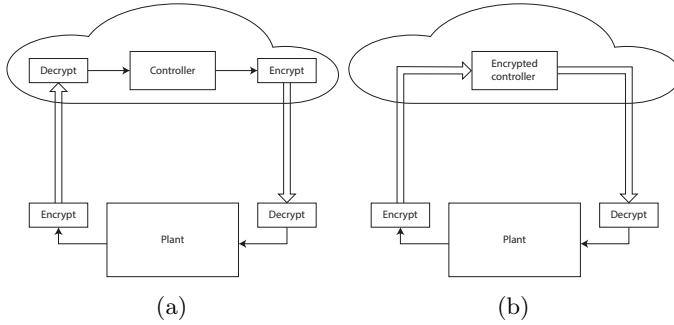 Decrypt
Controller
Encrypt
Encrypt
Decrypt
Plant
(a)
Encrypted
controller
Encrypt
Decrypt
Plant
(b)